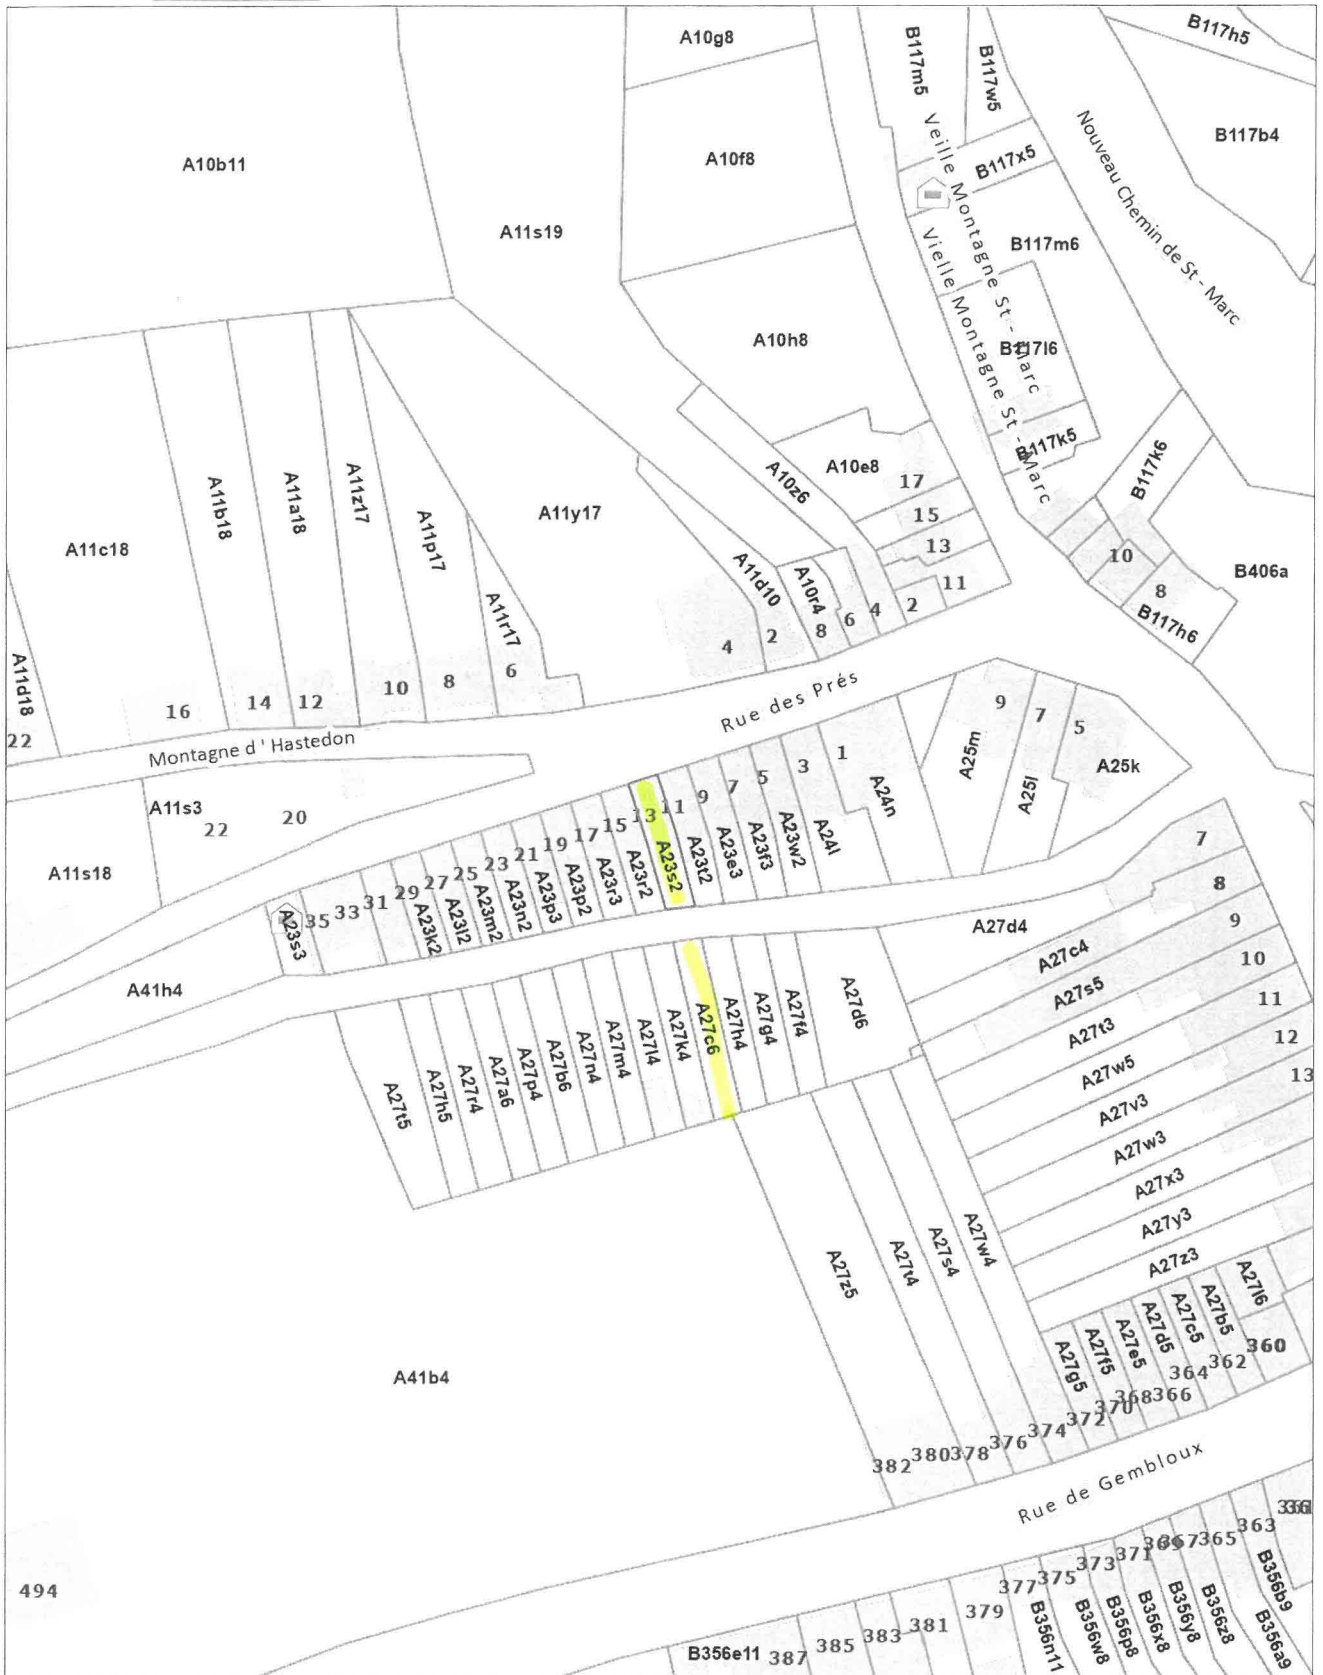 A10g8
B117m5
B117w5
B117h5
A10b11
A10f8
B117x5
B117b4
Veille Montagne St - Marc
Nouveau Chemin de St - Marc
A11s19
B117m6
Vielle Montagne St - Marc
A10h8
B117l6
B117k5
B117k6
A10e8
17
A10z6
15
13
11
A11c18
A11b18
A11a18
A11z17
A11p17
A11y17
A11r17
A11d10
A10r4
10
8
B406a
B117h6
4
2
8
6
4
2
A11d18
22
16
14
12
10
8
6
Rue des Prés
Montagne d ' Hastedon
9
7
5
A25m
A25l
A25k
A11s3
22
20
A11s18
35
33
31
29
27
25
23
21
19
17
15
13
11
9
7
5
3
1
A23s3
A23k2
A23l2
A23m2
A23n2
A23p3
A23p2
A23r3
A23r2
A23s2
A23t2
A23e3
A23f3
A23w2
A24l
A24n
7
8
9
10
11
12
13
A41h4
A27d4
A27c4
A27s5
A27t3
A27w5
A27v3
A27w3
A27x3
A27y3
A27z3
A27t5
A27h5
A27r4
A27a6
A27p4
A27b6
A27n4
A27m4
A27l4
A27k4
A27c6
A27h4
A27g4
A27f4
A27d6
A27z5
A27t4
A27s4
A27w4
A27g5
A27f5
A27e5
A27d5
A27c5
A27b5
A27l6
A41b4
382
380
378
376
374
372
370
368
366
364
362
360
Rue de Gembloux
494
B356e11
387
385
383
381
379
377
375
373
371
369
367
365
363
361
B356n11
B356w8
B356p8
B356x8
B356y8
B356z8
B356b9
B356a9